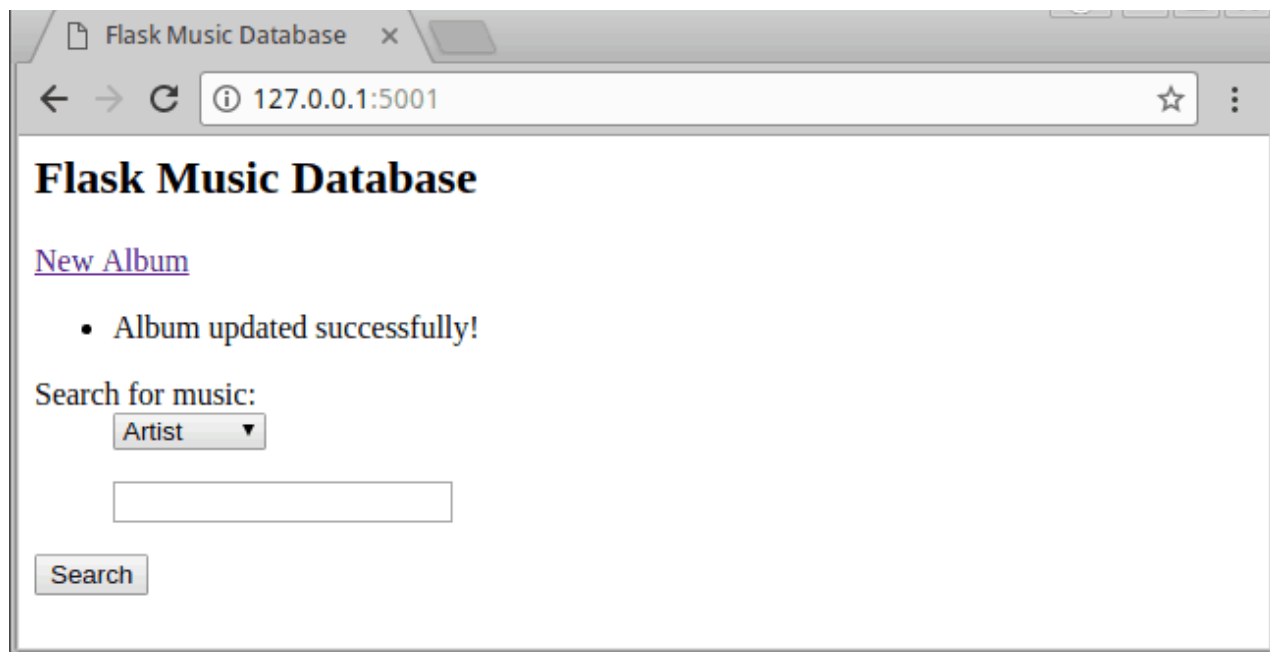 Flask Music Database
127.0.0.1:5001
Flask Music Database
New Album
Album updated successfully!
Search for music:
Artist
Search